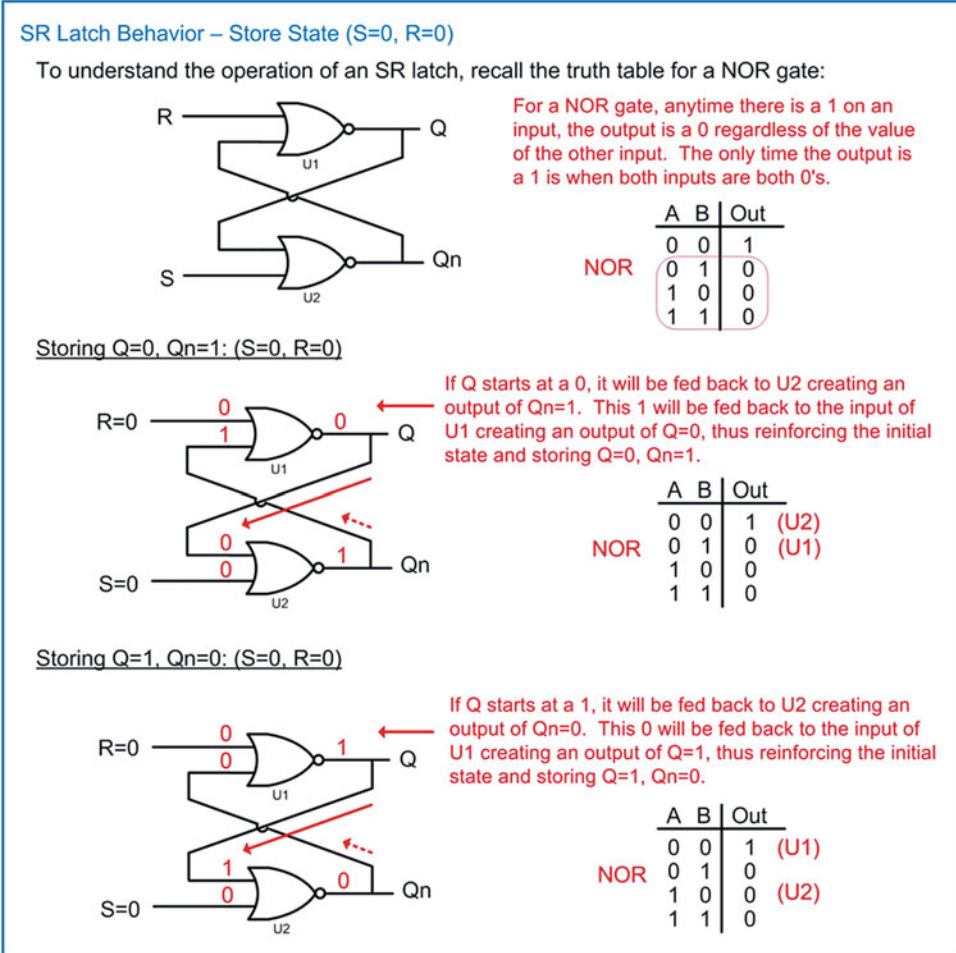 SR Latch Behavior – Store State (S=0, R=0)
To understand the operation of an SR latch, recall the truth table for a NOR gate:
R
Q
U1
S
Qn
U2
For a NOR gate, anytime there is a 1 on an
input, the output is a 0 regardless of the value
of the other input. The only time the output is
a 1 is when both inputs are both 0's.
A B Out
0 0 1
NOR 0 1 0
1 0 0
1 1 0
Storing Q=0, Qn=1: (S=0, R=0)
R=0 0 0 Q
1
U1
0
0 1 Qn
S=0
U2
If Q starts at a 0, it will be fed back to U2 creating an
output of Qn=1. This 1 will be fed back to the input of
U1 creating an output of Q=0, thus reinforcing the initial
state and storing Q=0, Qn=1.
A B Out
0 0 1 (U2)
NOR 0 1 0 (U1)
1 0 0
1 1 0
Storing Q=1, Qn=0: (S=0, R=0)
R=0 0 1 Q
0
U1
1
0 0 Qn
S=0
U2
If Q starts at a 1, it will be fed back to U2 creating an
output of Qn=0. This 0 will be fed back to the input of
U1 creating an output of Q=1, thus reinforcing the initial
state and storing Q=1, Qn=0.
A B Out
0 0 1 (U1)
NOR 0 1 0
1 0 0 (U2)
1 1 0